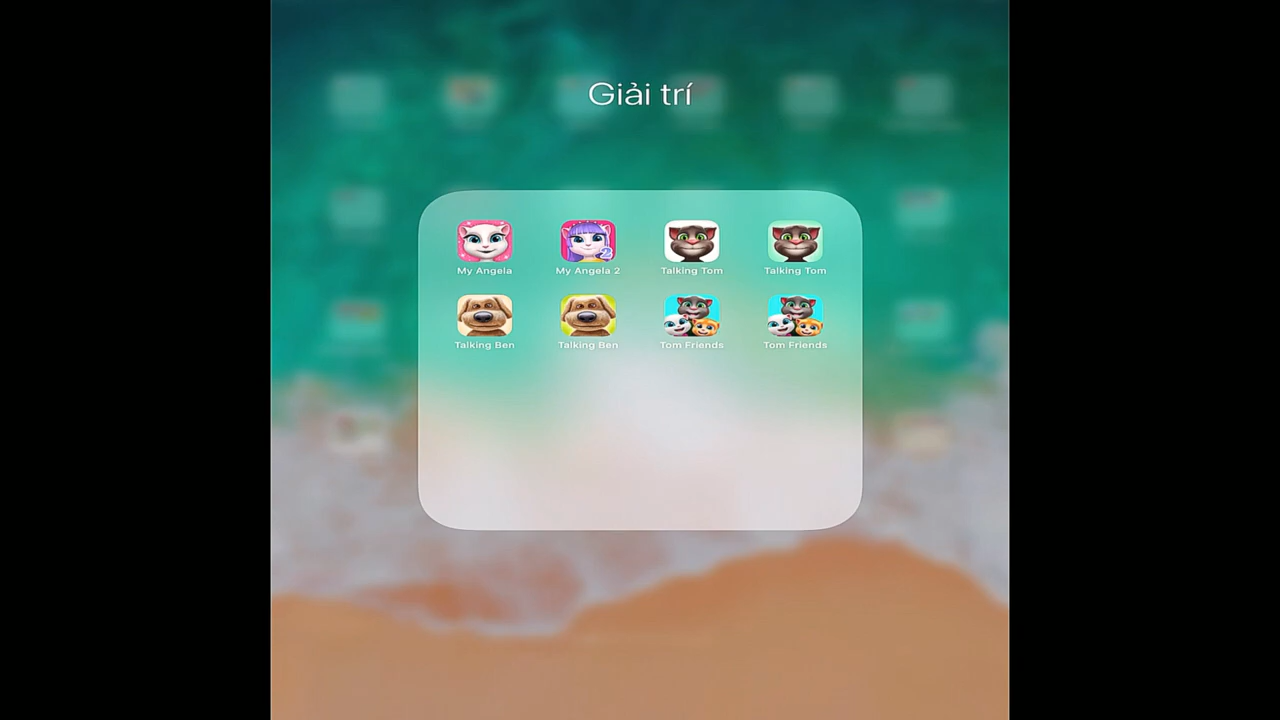 Giải trí
My Angela
My Angela 2
Talking Tom
Talking Tom
Talking Ben
Talking Ben
Tom Friends
Tom Friends